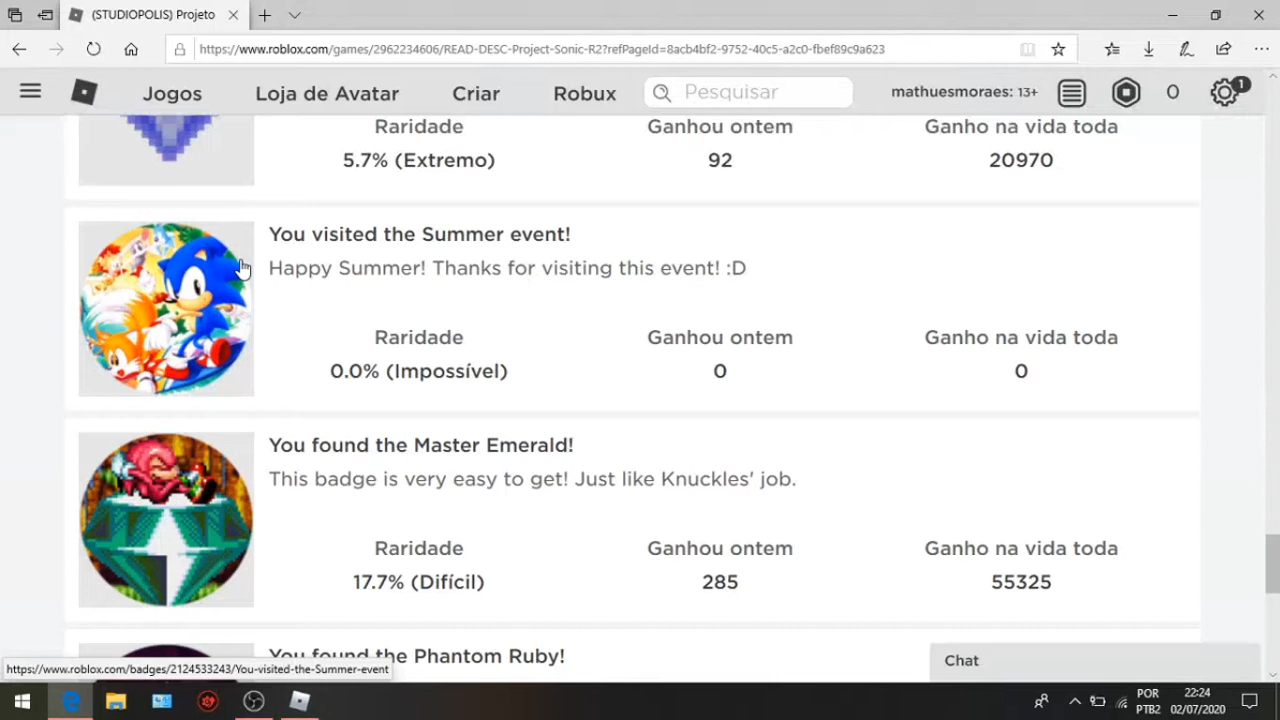 (STUDIOPOLIS) Projeto
https://www.roblox.com/games/2962234606/READ-DESC-Project-Sonic-R2?refPageId=8acb4bf2-9752-40c5-a2c0-fbef89c9a623
Jogos Loja de Avatar Criar Robux Pesquisar mathuesmoraes: 13+ 0 1
Raridade Ganhou ontem Ganho na vida toda
5.7% (Extremo) 92 20970
You visited the Summer event!
Happy Summer! Thanks for visiting this event! :D
Raridade Ganhou ontem Ganho na vida toda
0.0% (Impossível) 0 0
You found the Master Emerald!
This badge is very easy to get! Just like Knuckles' job.
Raridade Ganhou ontem Ganho na vida toda
17.7% (Difícil) 285 55325
You found the Phantom Ruby!
https://www.roblox.com/badges/2124533243/You-visited-the-Summer-event
Chat
POR 22:24
PTB2 02/07/2020